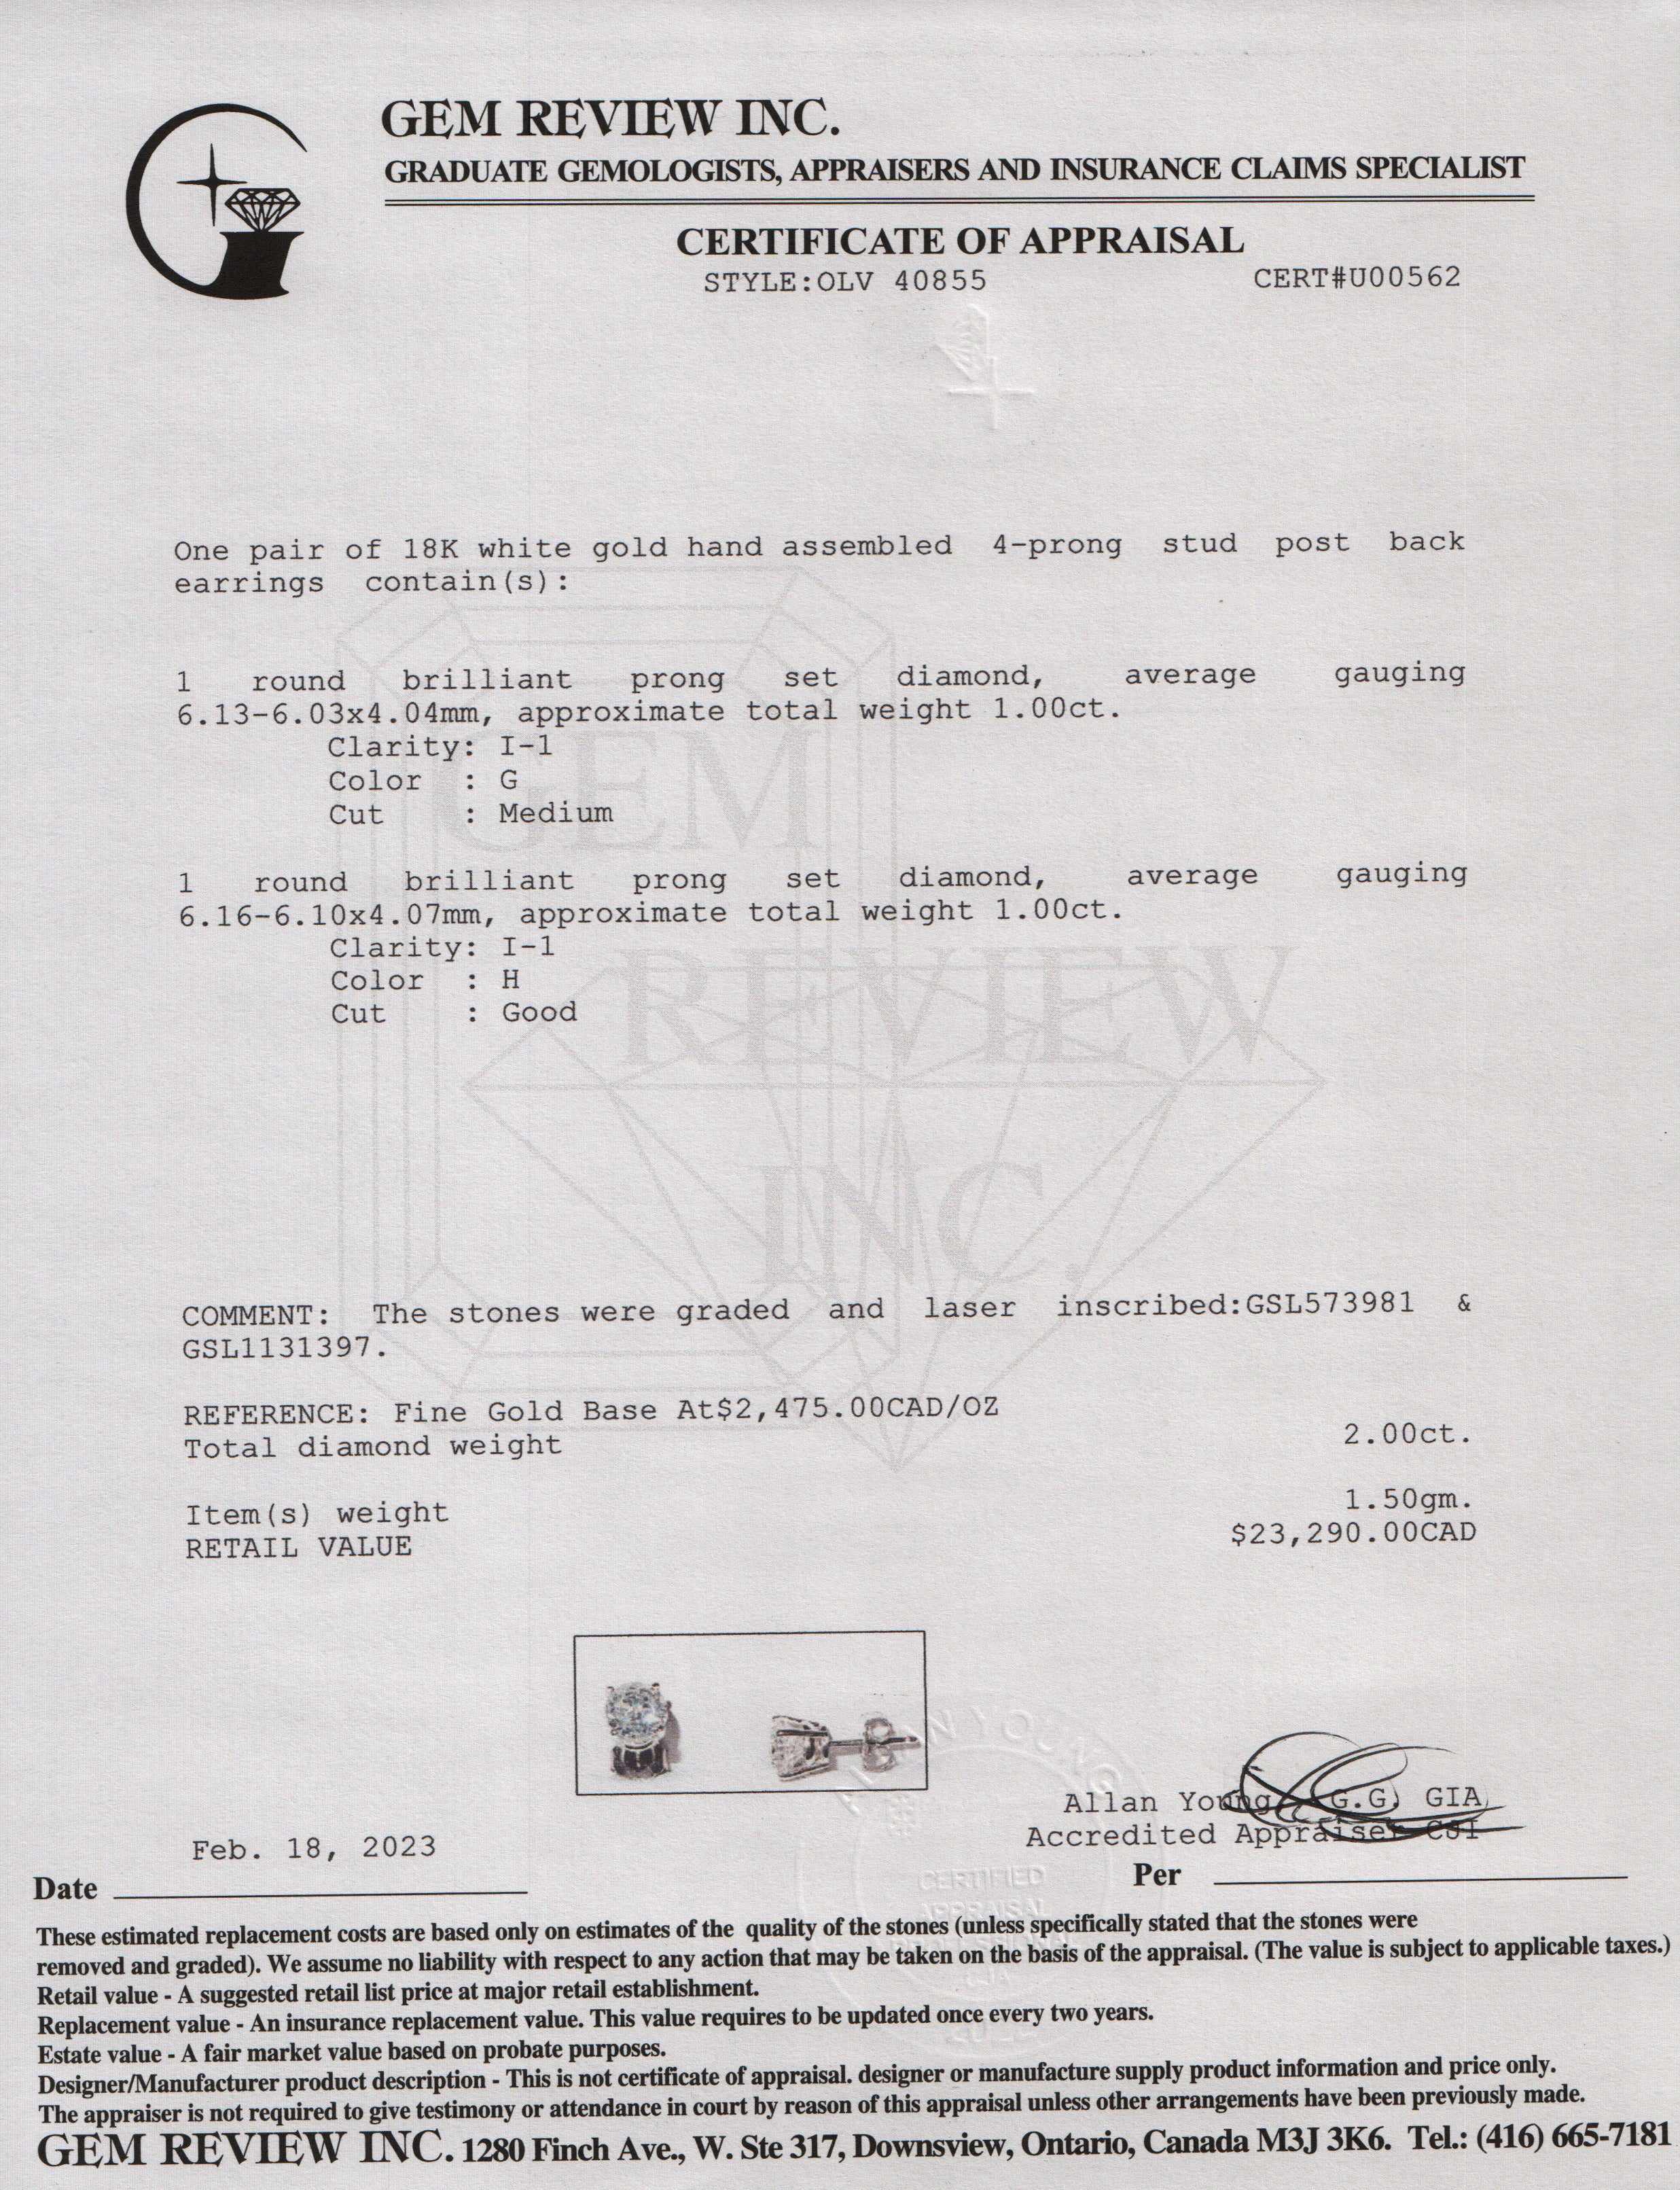 GEM REVIEW INC.
GRADUATE GEMOLOGISTS, APPRAISERS AND INSURANCE CLAIMS SPECIALIST
CERTIFICATE OF APPRAISAL
STYLE:OLV 40855 CERT#U00562
One pair of 18K white gold hand assembled 4-prong stud post back
earrings contain(s):
1 round brilliant prong set diamond, average gauging
6.13-6.03x4.04mm, approximate total weight 1.00ct.
Clarity: I-1
Color : G
Cut : Medium
1 round brilliant prong set diamond, average gauging
6.16-6.10x4.07mm, approximate total weight 1.00ct.
Clarity: I-1
Color : H
Cut : Good
GEM
REVIEW
INC.
COMMENT: The stones were graded and laser inscribed:GSL573981 &
GSL1131397.
REFERENCE: Fine Gold Base At$2,475.00CAD/OZ
Total diamond weight 2.00ct.
Item(s) weight 1.50gm.
RETAIL VALUE $23,290.00CAD
Allan Young G.G. GIA
Accredited Appraiser CSI
Feb. 18, 2023
Date
Per
CERTIFIED
APPRAISAL
These estimated replacement costs are based only on estimates of the quality of the stones (unless specifically stated that the stones were
removed and graded). We assume no liability with respect to any action that may be taken on the basis of the appraisal. (The value is subject to applicable taxes.)
Retail value - A suggested retail list price at major retail establishment.
Replacement value - An insurance replacement value. This value requires to be updated once every two years.
Estate value - A fair market value based on probate purposes.
Designer/Manufacturer product description - This is not certificate of appraisal. designer or manufacture supply product information and price only.
The appraiser is not required to give testimony or attendance in court by reason of this appraisal unless other arrangements have been previously made.
GEM REVIEW INC. 1280 Finch Ave., W. Ste 317, Downsview, Ontario, Canada M3J 3K6. Tel.: (416) 665-7181